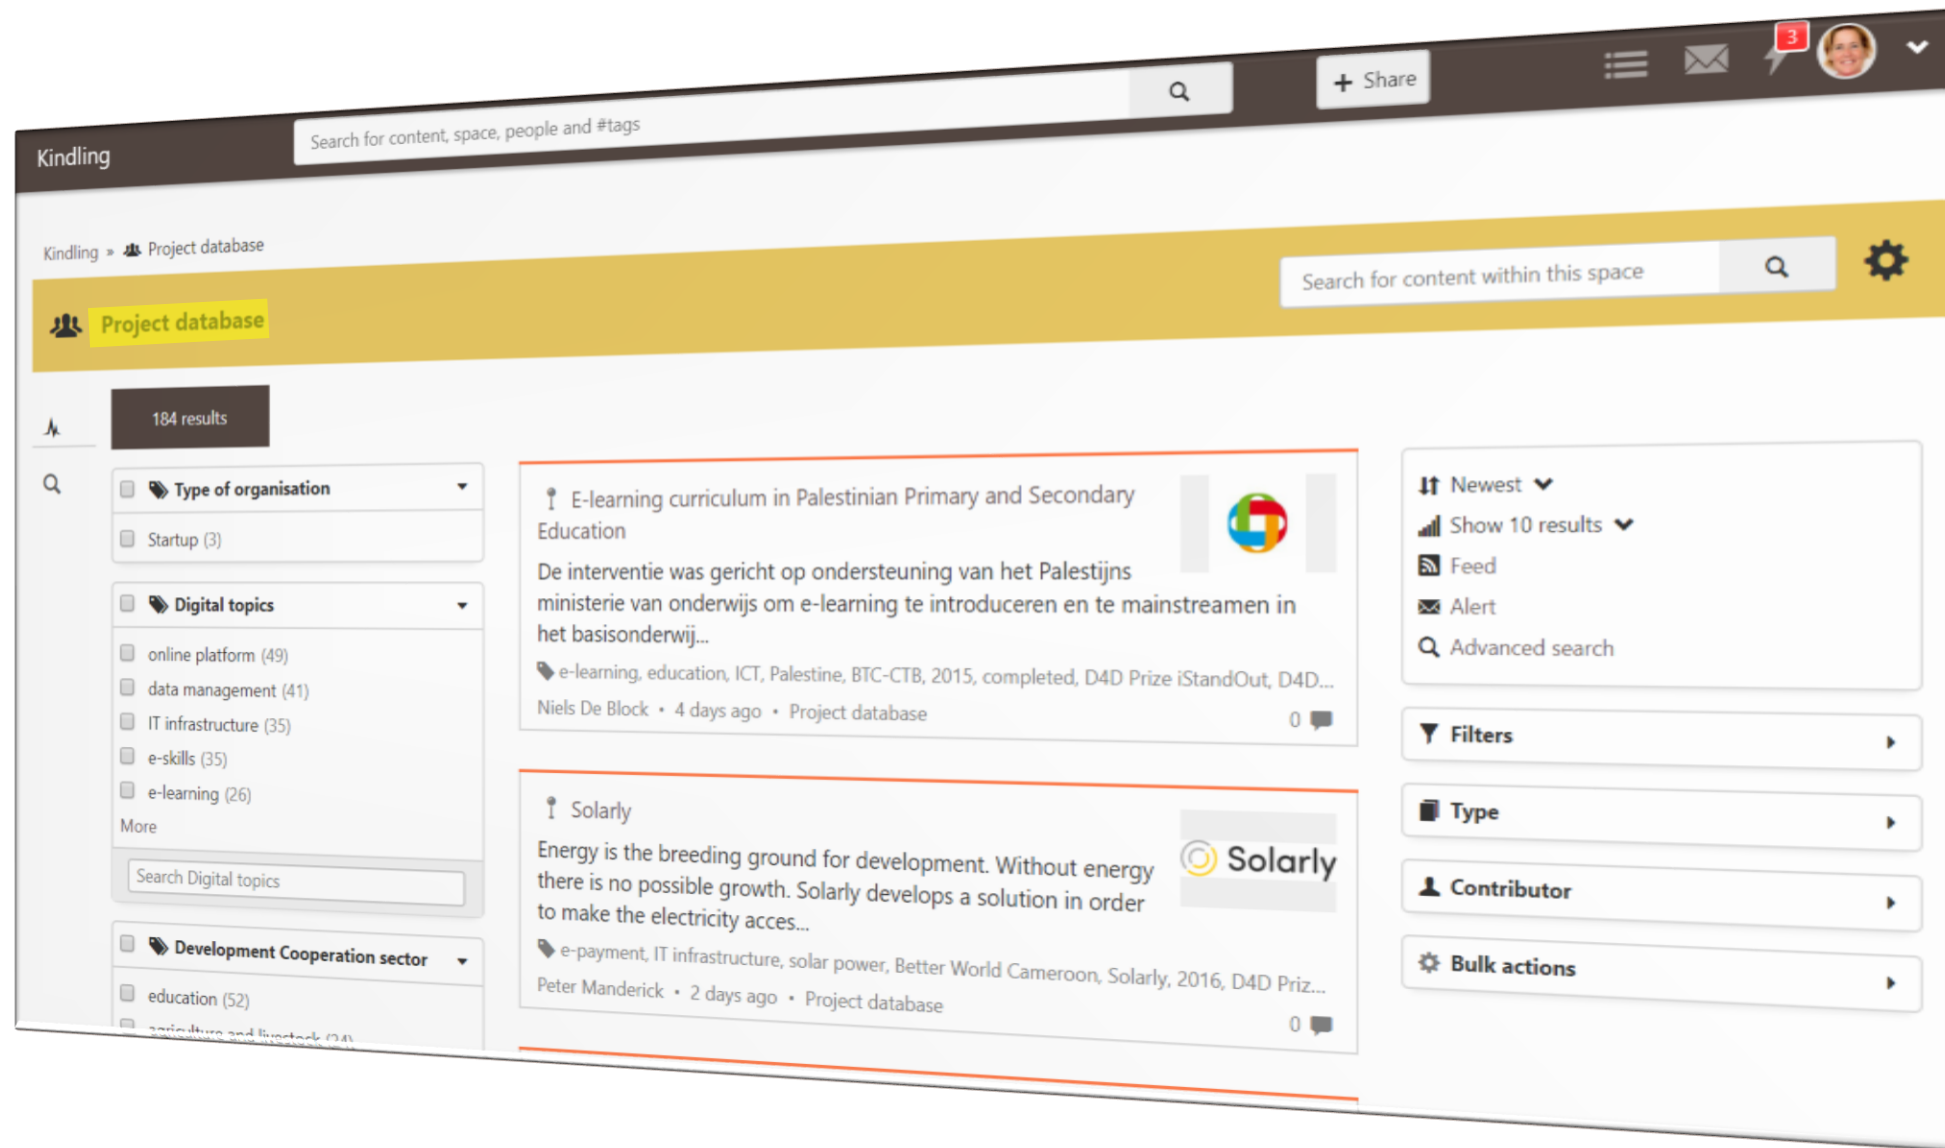 Kindling
Search for content, space, people and #tags
+ Share
3
Kindling » Project database
Project database
Search for content within this space
184 results
Type of organisation
Startup (3)
Digital topics
online platform (49)
data management (41)
IT infrastructure (35)
e-skills (35)
e-learning (26)
More
Search Digital topics
Development Cooperation sector
education (52)
agriculture and livestock (24)
E-learning curriculum in Palestinian Primary and Secondary
Education
De interventie was gericht op ondersteuning van het Palestijns
ministerie van onderwijs om e-learning te introduceren en te mainstreamen in
het basisonderwij...
e-learning, education, ICT, Palestine, BTC-CTB, 2015, completed, D4D Prize iStandOut, D4D...
Niels De Block • 4 days ago • Project database
0
Solarly
Solarly
Energy is the breeding ground for development. Without energy
there is no possible growth. Solarly develops a solution in order
to make the electricity acces...
e-payment, IT infrastructure, solar power, Better World Cameroon, Solarly, 2016, D4D Priz...
Peter Manderick • 2 days ago • Project database
0
Newest
Show 10 results
Feed
Alert
Advanced search
Filters
Type
Contributor
Bulk actions